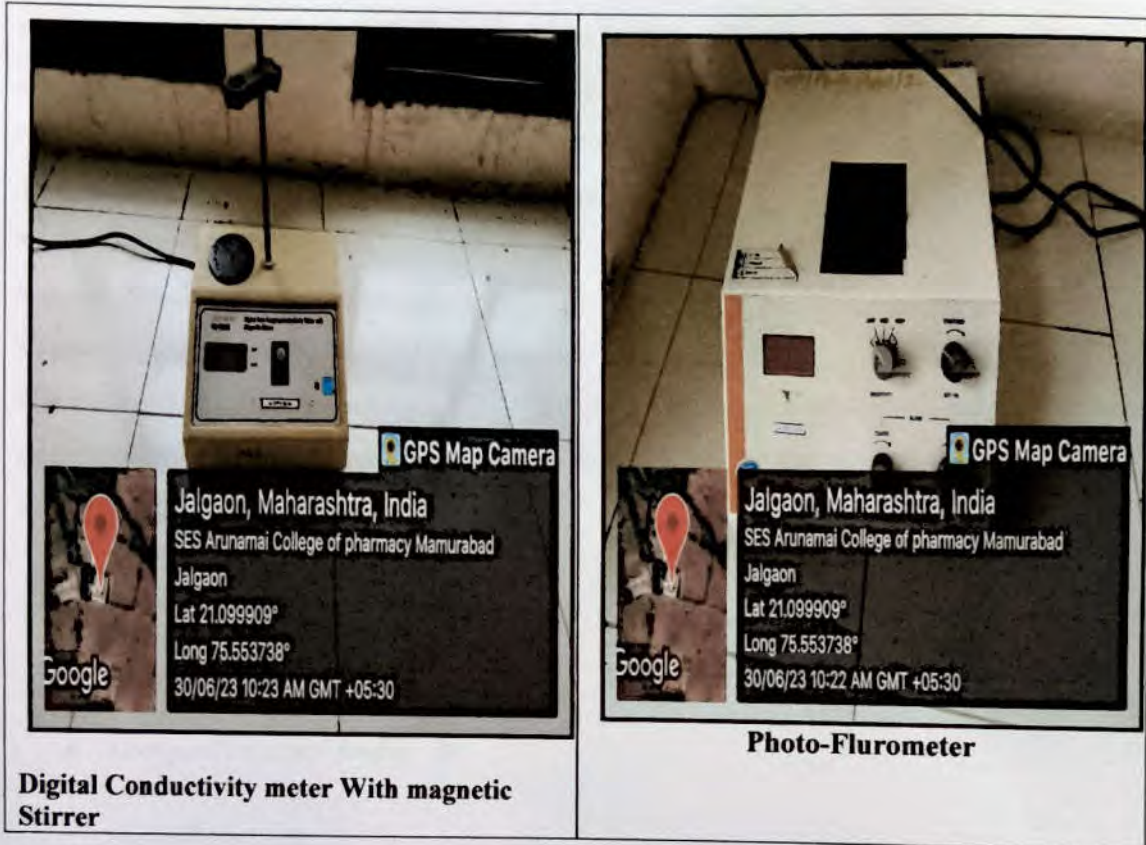 GPS Map Camera
Jalgaon, Maharashtra, India
SES Arunamai College of pharmacy Mamurabad
Jalgaon
Lat 21.099909°
Long 75.553738°
30/06/23 10:23 AM GMT +05:30
Google
Digital Conductivity meter With magnetic
Stirrer
GPS Map Camera
Jalgaon, Maharashtra, India
SES Arunamai College of pharmacy Mamurabad
Jalgaon
Lat 21.099909°
Long 75.553738°
30/06/23 10:22 AM GMT +05:30
Google
Photo-Flurometer